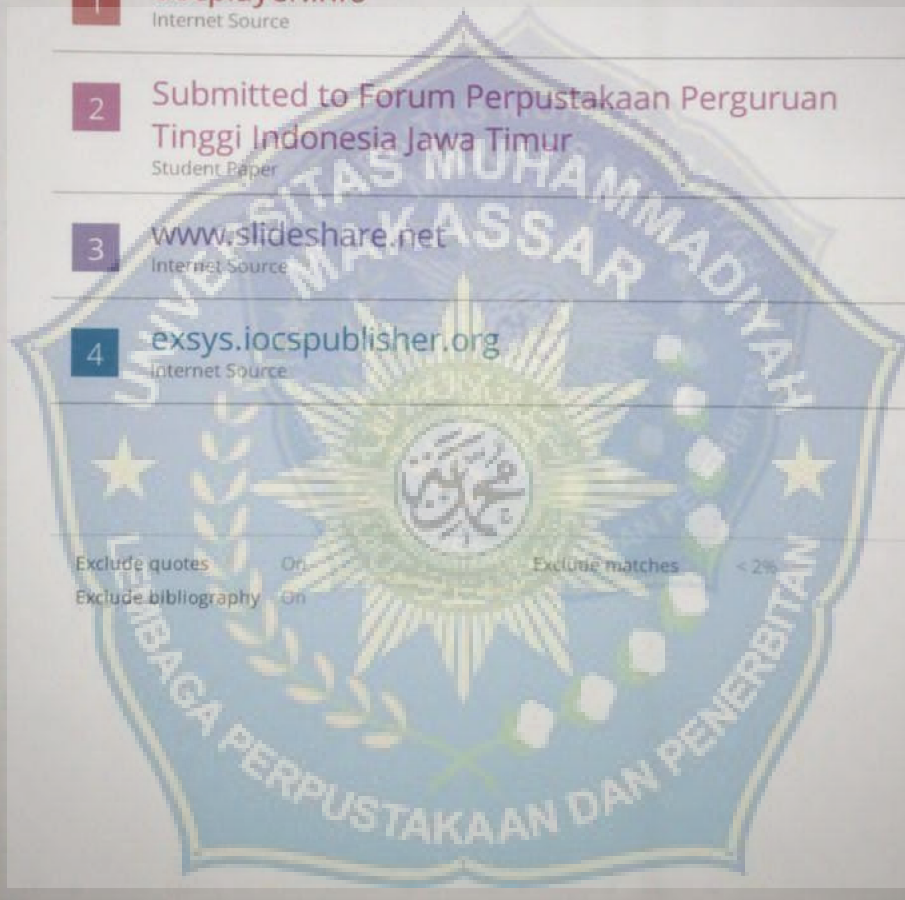 1
Internet Source
2
Submitted to Forum Perpustakaan Perguruan
Tinggi Indonesia Jawa Timur
Student Paper
3
www.slideshare.net
Internet Source
4
exsys.iocspublisher.org
Internet Source
Exclude quotes On Exclude matches < 2%
Exclude bibliography On
UNIVERSITAS MUHAMMADIYAH
MAKASSAR
LEMBAGA PERPUSTAKAAN DAN PENERBITAN